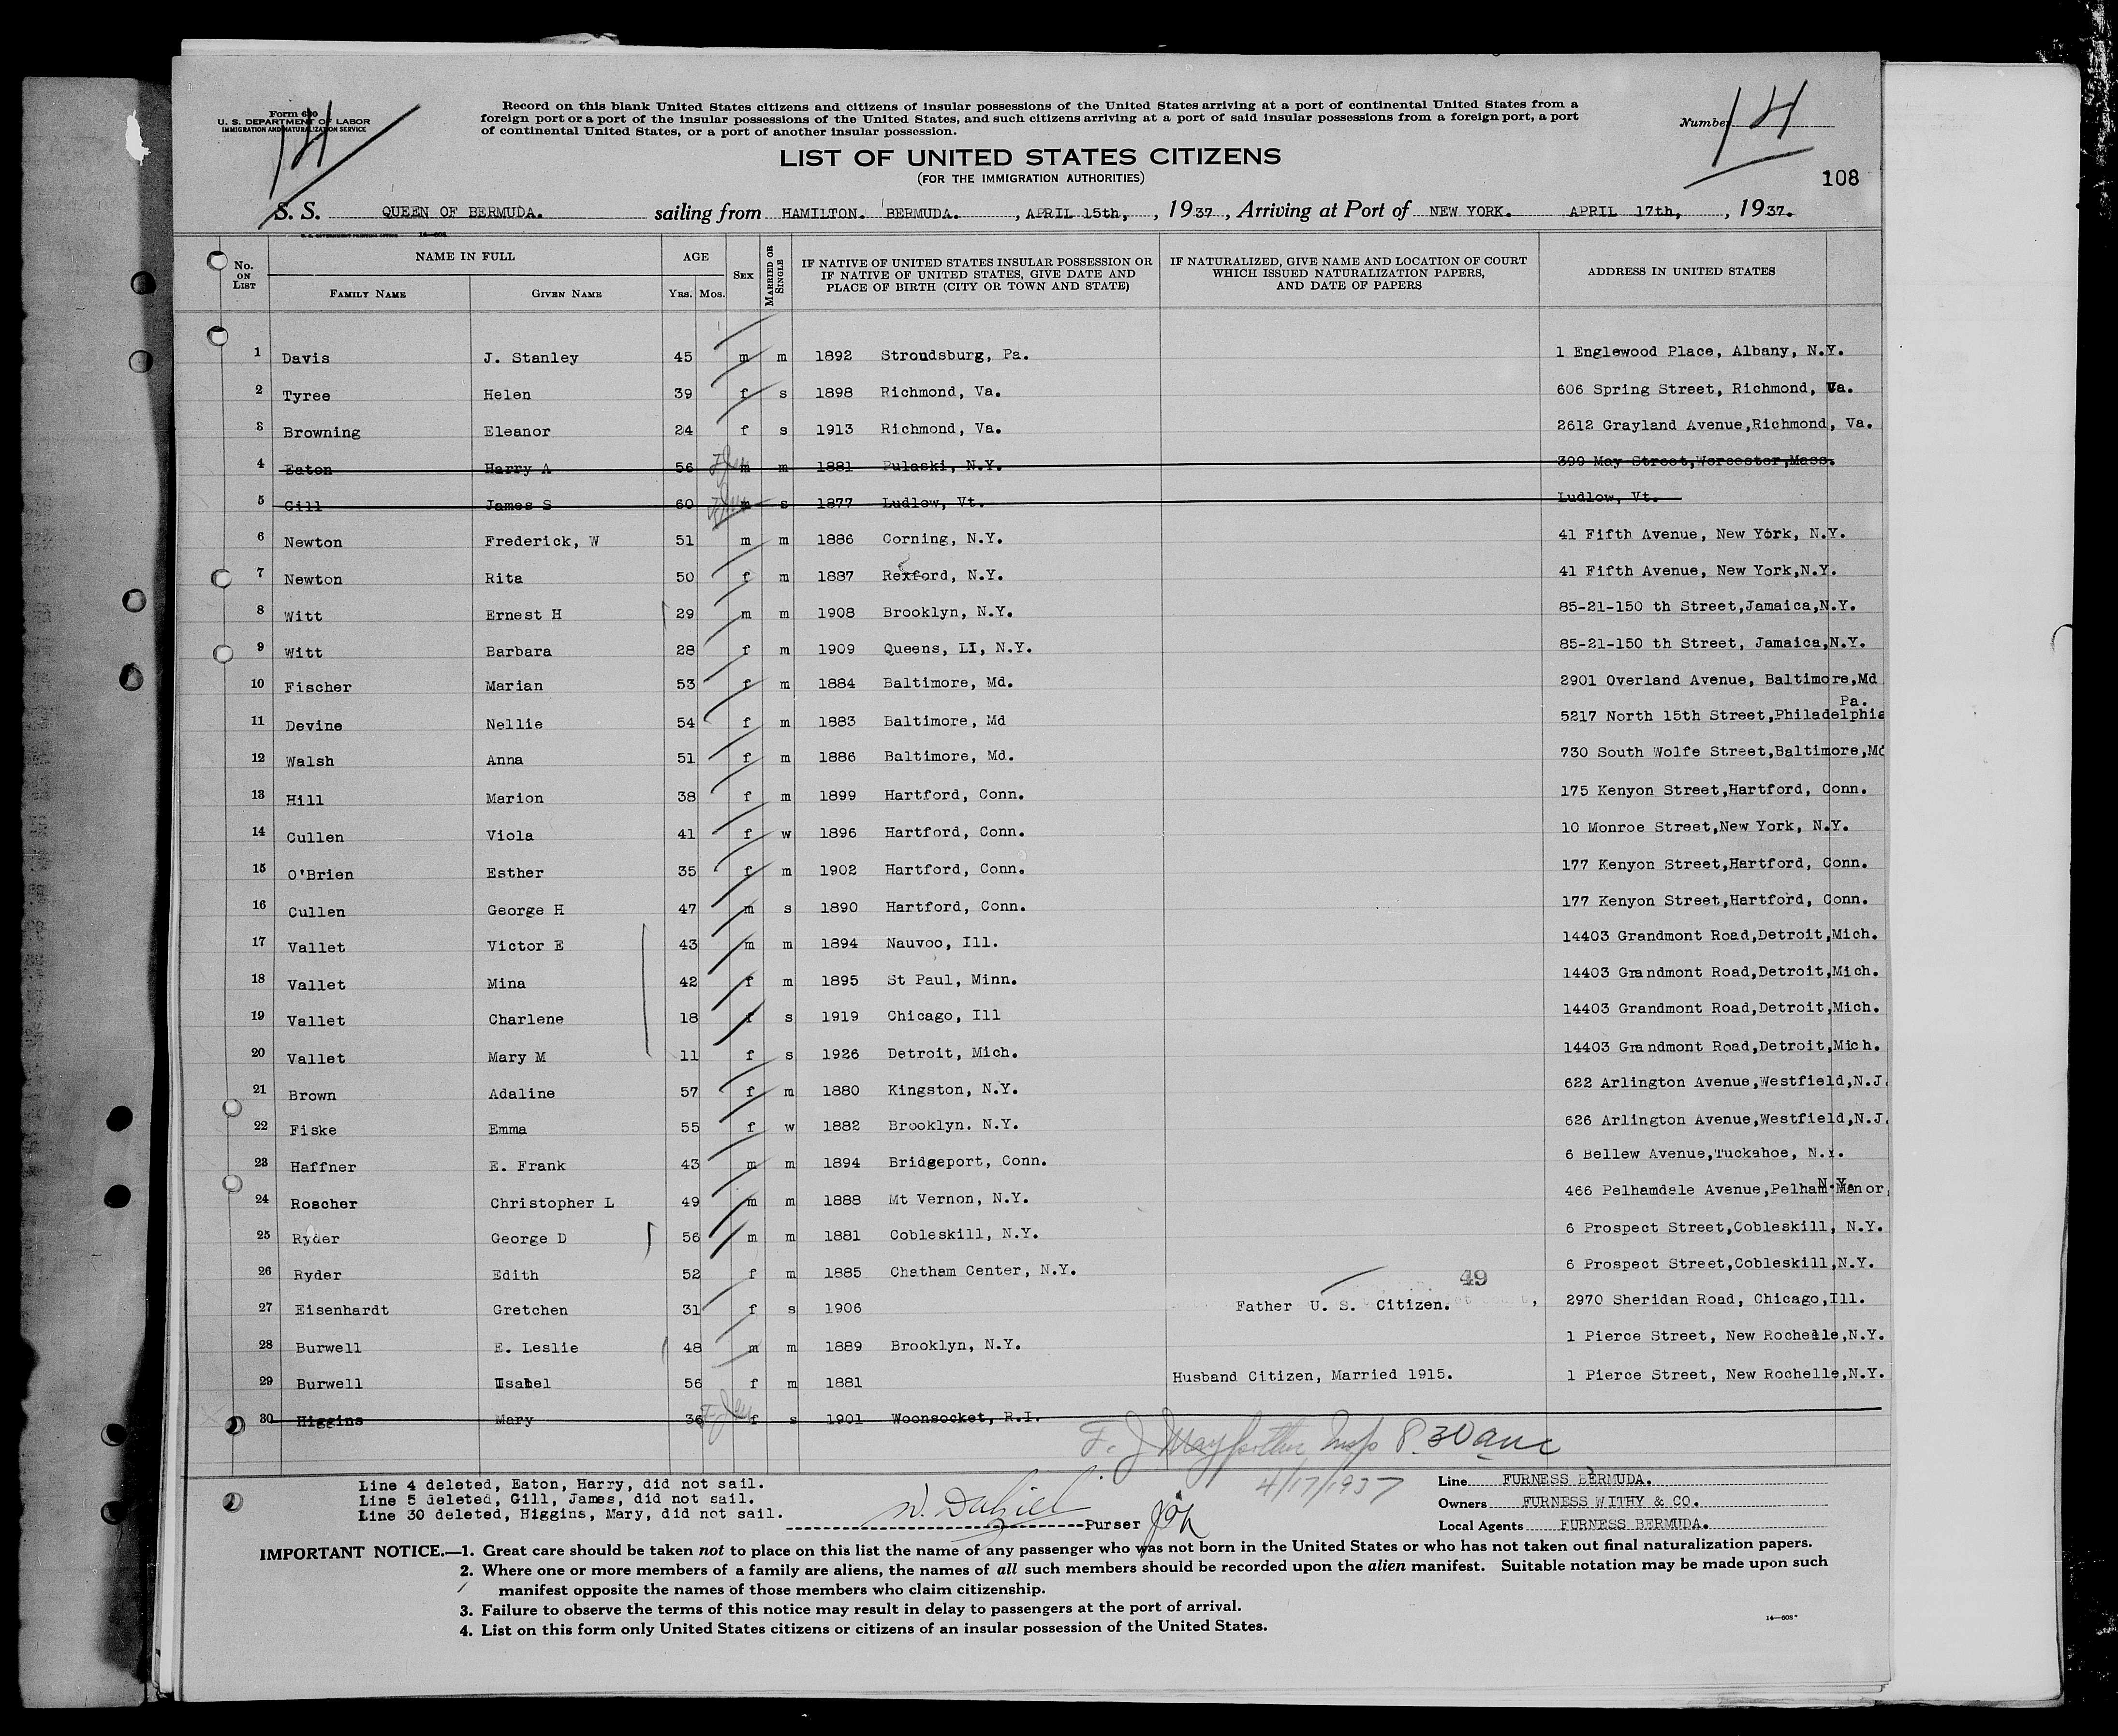 Form 630
U. S. DEPARTMENT OF LABOR
IMMIGRATION AND NATURALIZATION SERVICE
14
Record on this blank United States citizens and citizens of insular possessions of the United States arriving at a port of continental United States from a
foreign port or a port of the insular possessions of the United States, and such citizens arriving at a port of said insular possessions from a foreign port, a port
of continental United States, or a port of another insular possession.
Number 14
LIST OF UNITED STATES CITIZENS
(FOR THE IMMIGRATION AUTHORITIES)
108
S. S. QUEEN OF BERMUDA. sailing from HAMILTON. BERMUDA. , APRIL 15th, , 1937 , Arriving at Port of NEW YORK. APRIL 17th, , 1937.
No. ON LIST NAME IN FULL FAMILY NAME GIVEN NAME AGE YRS. MOS. SEX MARRIED OR SINGLE IF NATIVE OF UNITED STATES INSULAR POSSESSION OR IF NATIVE OF UNITED STATES, GIVE DATE AND PLACE OF BIRTH (CITY OR TOWN AND STATE) IF NATURALIZED, GIVE NAME AND LOCATION OF COURT WHICH ISSUED NATURALIZATION PAPERS, AND DATE OF PAPERS ADDRESS IN UNITED STATES
1 Davis J. Stanley 45 m m 1892 Stroudsburg, Pa. 1 Englewood Place, Albany, N.Y.
2 Tyree Helen 39 f s 1898 Richmond, Va. 606 Spring Street, Richmond, Va.
3 Browning Eleanor 24 f s 1913 Richmond, Va. 2612 Grayland Avenue,Richmond, Va.
4 Eaton Harry A 56 m m 1881 Pulaski, N.Y. 399 May Street,Worcester,Mass.
5 Gill James S 60 m s 1877 Ludlow, Vt. Ludlow, Vt.
6 Newton Frederick, W 51 m m 1886 Corning, N.Y. 41 Fifth Avenue, New York, N.Y.
7 Newton Rita 50 f m 1887 Rexford, N.Y. 41 Fifth Avenue, New York,N.Y.
8 Witt Ernest H 29 m m 1908 Brooklyn, N.Y. 85-21-150 th Street,Jamaica,N.Y.
9 Witt Barbara 28 f m 1909 Queens, LI, N.Y. 85-21-150 th Street, Jamaica,N.Y.
10 Fischer Marian 53 f m 1884 Baltimore, Md. 2901 Overland Avenue, Baltimore,Md
11 Devine Nellie 54 f m 1883 Baltimore, Md 5217 North 15th Street,Philadelphia Pa.
12 Walsh Anna 51 f m 1886 Baltimore, Md. 730 South Wolfe Street,Baltimore,Md
13 Hill Marion 38 f m 1899 Hartford, Conn. 175 Kenyon Street,Hartford, Conn.
14 Cullen Viola 41 f w 1896 Hartford, Conn. 10 Monroe Street,New York, N.Y.
15 O'Brien Esther 35 f m 1902 Hartford, Conn. 177 Kenyon Street,Hartford, Conn.
16 Cullen George H 47 m s 1890 Hartford, Conn. 177 Kenyon Street,Hartford, Conn.
17 Vallet Victor E 43 m m 1894 Nauvoo, Ill. 14403 Grandmont Road,Detroit,Mich.
18 Vallet Mina 42 f m 1895 St Paul, Minn. 14403 Grandmont Road,Detroit,Mich.
19 Vallet Charlene 18 f s 1919 Chicago, Ill 14403 Grandmont Road,Detroit,Mich.
20 Vallet Mary M 11 f s 1926 Detroit, Mich. 14403 Grandmont Road,Detroit,Mich.
21 Brown Adaline 57 f m 1880 Kingston, N.Y. 622 Arlington Avenue,Westfield,N.J.
22 Fiske Emma 55 f w 1882 Brooklyn. N.Y. 626 Arlington Avenue,Westfield,N.J.
23 Haffner E. Frank 43 m m 1894 Bridgeport, Conn. 6 Bellew Avenue,Tuckahoe, N.Y.
24 Roscher Christopher L 49 m m 1888 Mt Vernon, N.Y. 466 Pelhamdale Avenue,Pelham Manor, N.Y.
25 Ryder George D 56 m m 1881 Cobleskill, N.Y. 6 Prospect Street,Cobleskill, N.Y.
26 Ryder Edith 52 f m 1885 Chatham Center, N.Y. 6 Prospect Street,Cobleskill,N.Y.
49
27 Eisenhardt Gretchen 31 f s 1906 Father U. S. Citizen. , 2970 Sheridan Road, Chicago,Ill.
28 Burwell E. Leslie 48 m m 1889 Brooklyn, N.Y. 1 Pierce Street, New Rochelle,N.Y.
29 Burwell Isabel 56 f m 1881 Husband Citizen, Married 1915. 1 Pierce Street, New Rochelle,N.Y.
30 Higgins Mary 36 f s 1901 Woonsocket, R.I.
F. J. Insp 8.30 am
4/17/1937
Line 4 deleted, Eaton, Harry, did not sail.
Line 5 deleted, Gill, James, did not sail.
Line 30 deleted, Higgins, Mary, did not sail.
W. Dalziel Purser
Line FURNESS BERMUDA.
Owners FURNESS WITHY & CO.
Local Agents FURNESS BERMUDA.
IMPORTANT NOTICE.—1. Great care should be taken not to place on this list the name of any passenger who was not born in the United States or who has not taken out final naturalization papers.
2. Where one or more members of a family are aliens, the names of all such members should be recorded upon the alien manifest. Suitable notation may be made upon such
manifest opposite the names of those members who claim citizenship.
3. Failure to observe the terms of this notice may result in delay to passengers at the port of arrival.
4. List on this form only United States citizens or citizens of an insular possession of the United States.
14—608